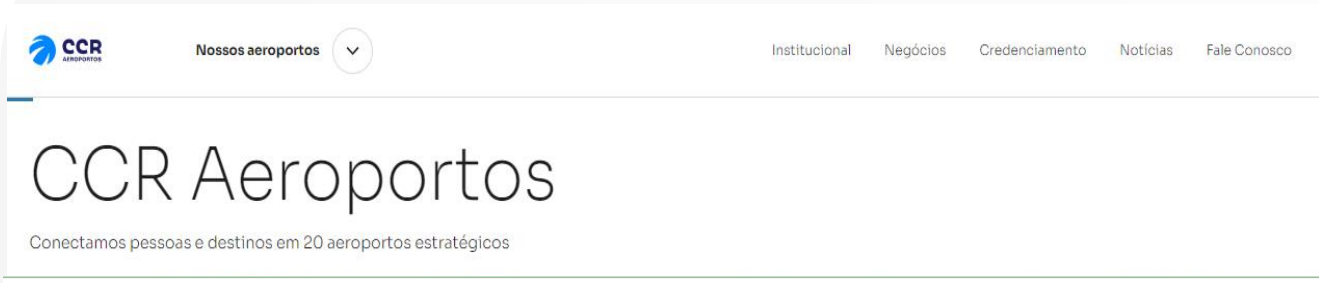 CCR
AEROPORTOS
Nossos aeroportos
Institucional Negócios Credenciamento Notícias Fale Conosco
CCR Aeroportos
Conectamos pessoas e destinos em 20 aeroportos estratégicos